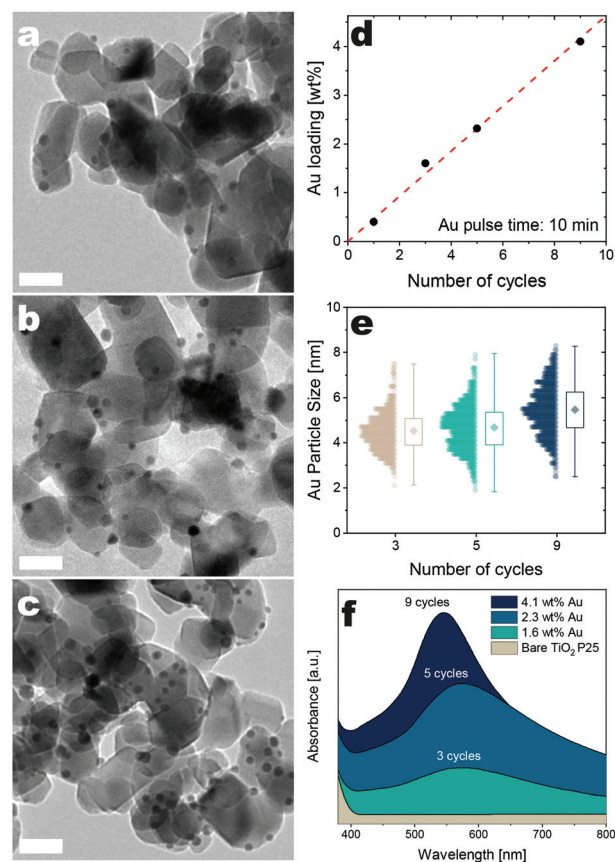 a
b
c
d
Au loading [wt%]
4
3
2
1
0
Au pulse time: 10 min
0 2 4 6 8 10
Number of cycles
e
Au Particle Size [nm]
10
8
6
4
2
0
3 5 9
Number of cycles
f
Absorbance [a.u.]
9 cycles
5 cycles
3 cycles
4.1 wt% Au
2.3 wt% Au
1.6 wt% Au
Bare TiO₂ P25
400 500 600 700 800
Wavelength [nm]